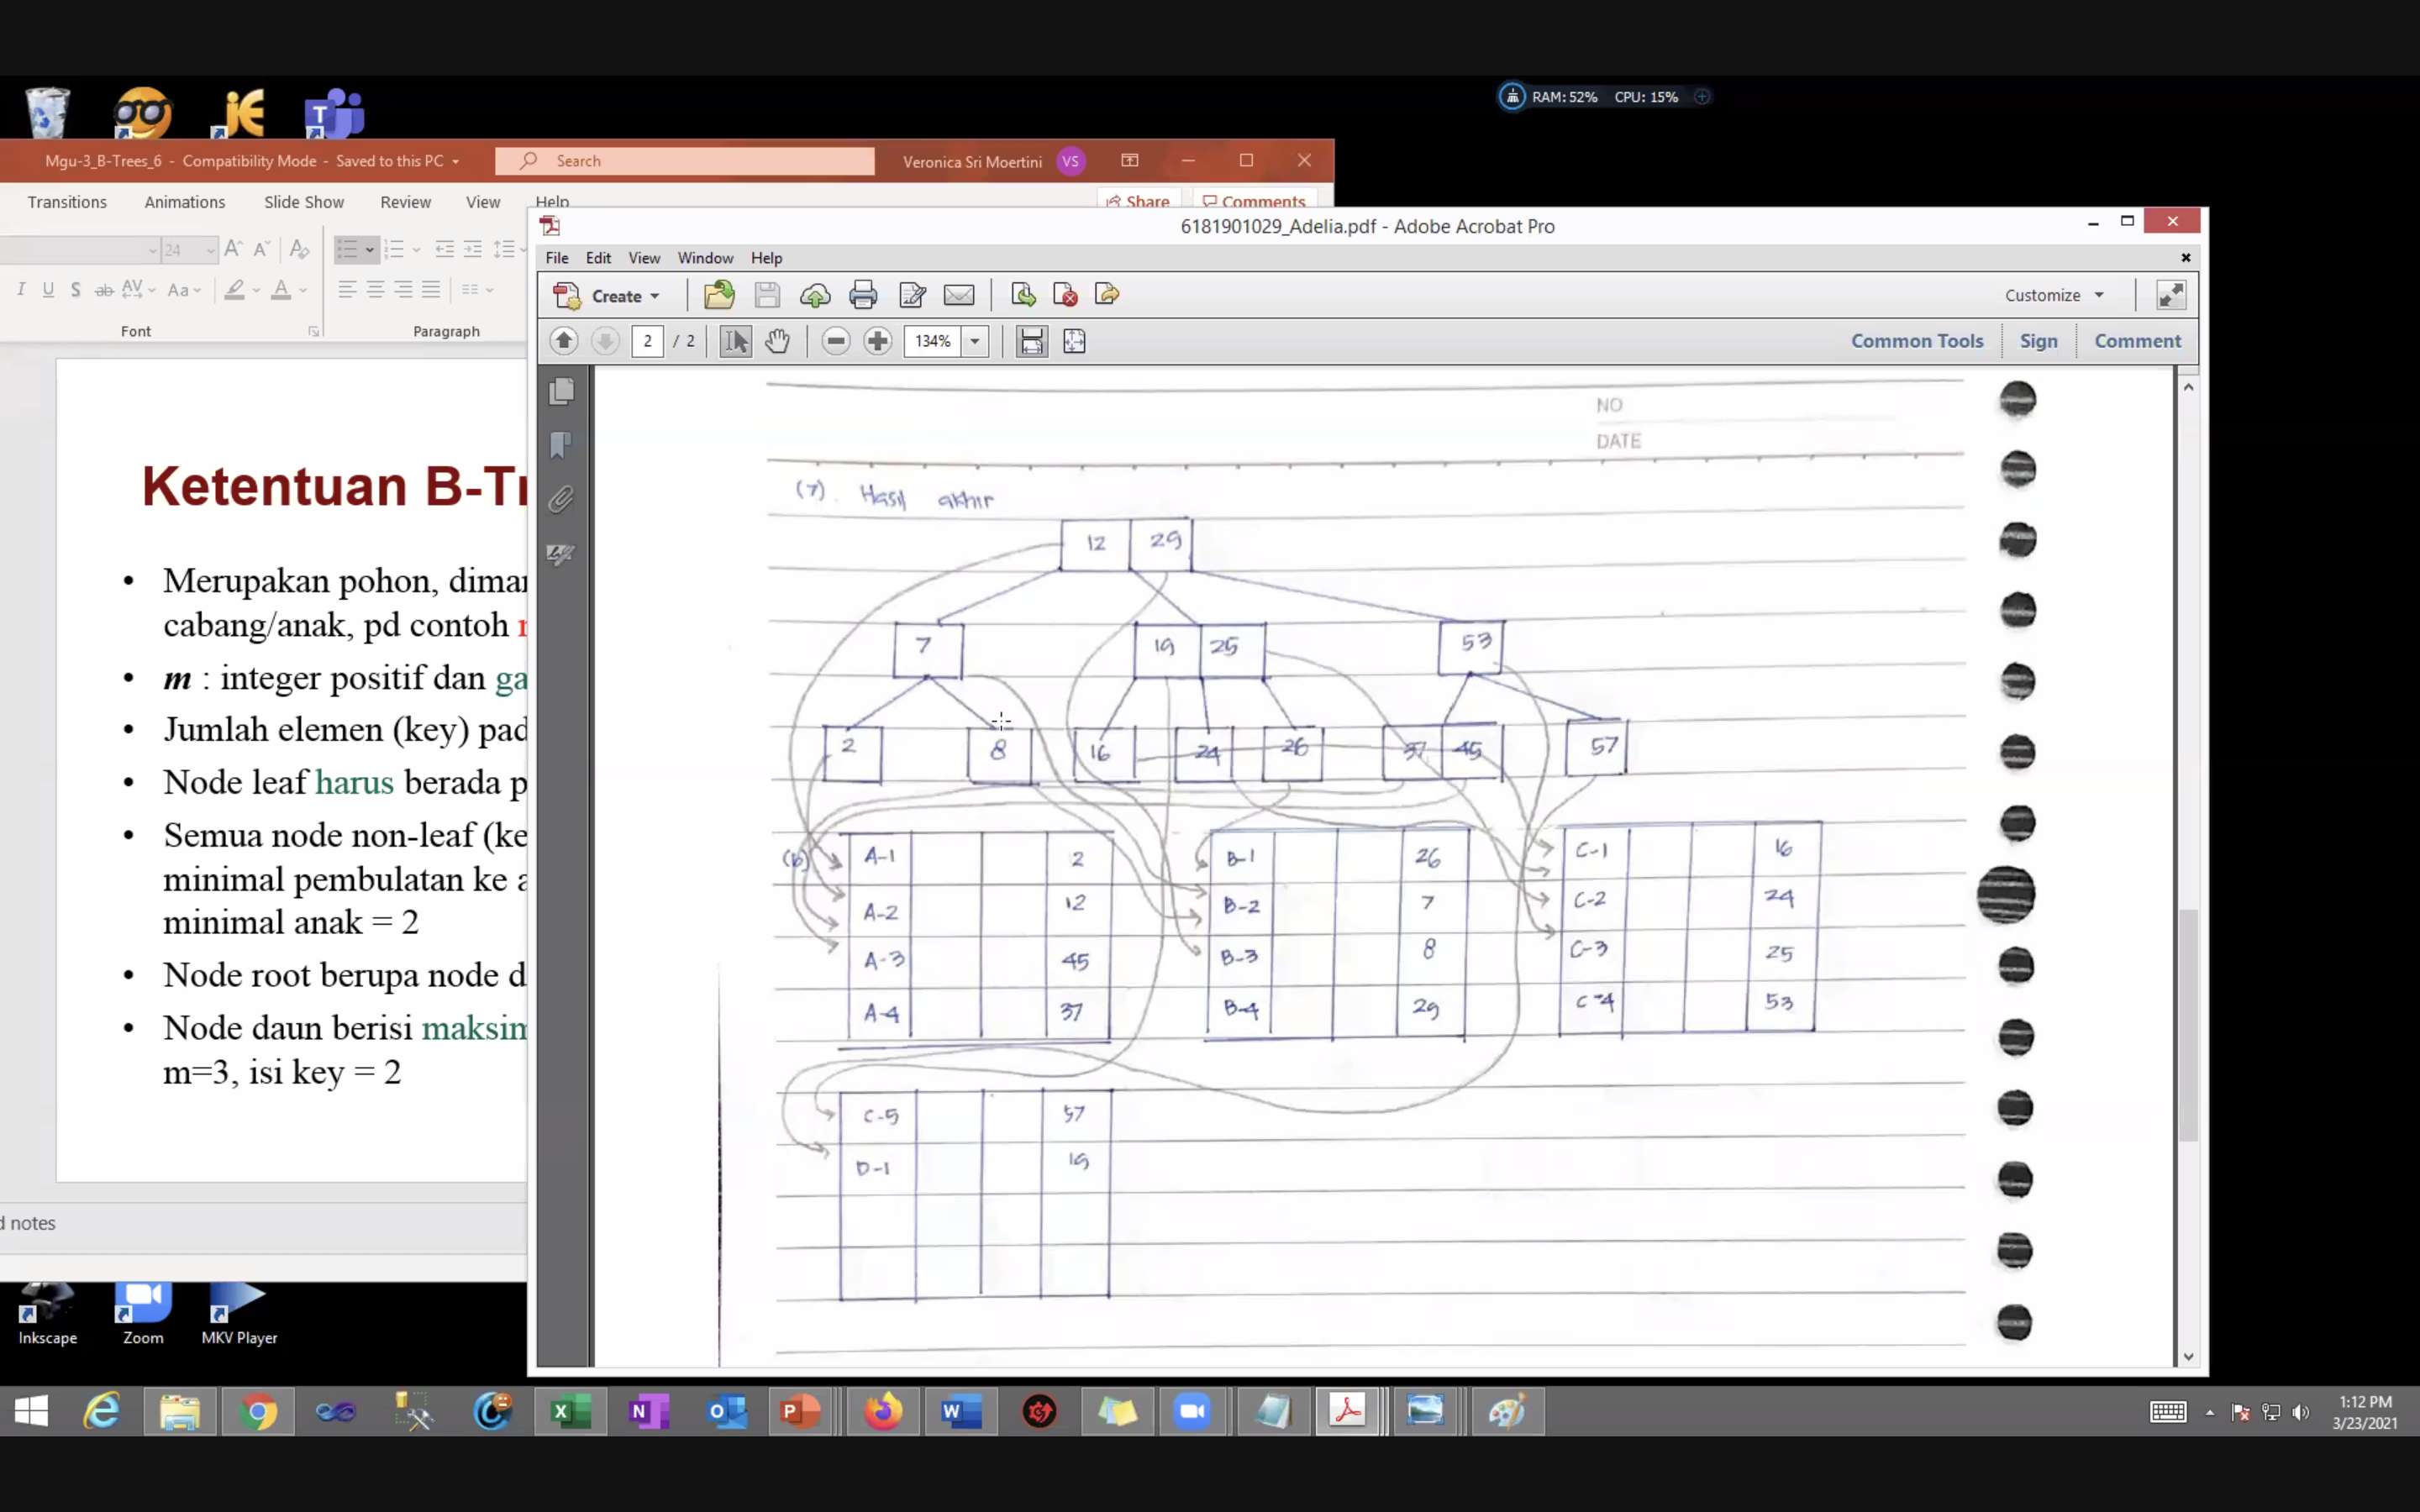 RAM: 52% CPU: 15%
Mgu-3_B-Trees_6 - Compatibility Mode - Saved to this PC
Search
Veronica Sri Moertini VS
Transitions Animations Slide Show Review View Help
Share Comments
24
Font Paragraph
Ketentuan B-Tr
• Merupakan pohon, diman
cabang/anak, pd contoh
• m : integer positif dan ga
• Jumlah elemen (key) pad
• Node leaf harus berada p
• Semua node non-leaf (ke
minimal pembulatan ke a
minimal anak = 2
• Node root berupa node d
• Node daun berisi maksim
m=3, isi key = 2
d notes
6181901029_Adelia.pdf - Adobe Acrobat Pro
File Edit View Window Help
Create
Customize
2 / 2
134%
Common Tools Sign Comment
NO
DATE
(7). Hasil akhir
12 29
7 19 25 53
2 8 16 24 26 37 45 57
(b) A-1 2 B-1 26 C-1 16
A-2 12 B-2 7 C-2 24
A-3 45 B-3 8 C-3 25
A-4 37 B-4 29 C-4 53
C-5 57
D-1 19
Inkscape Zoom MKV Player
1:12 PM
3/23/2021